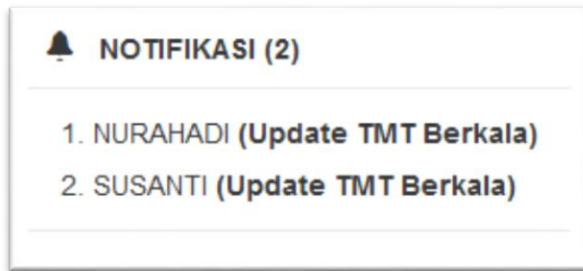 NOTIFIKASI (2)
1. NURAHADI (Update TMT Berkala)
2. SUSANTI (Update TMT Berkala)